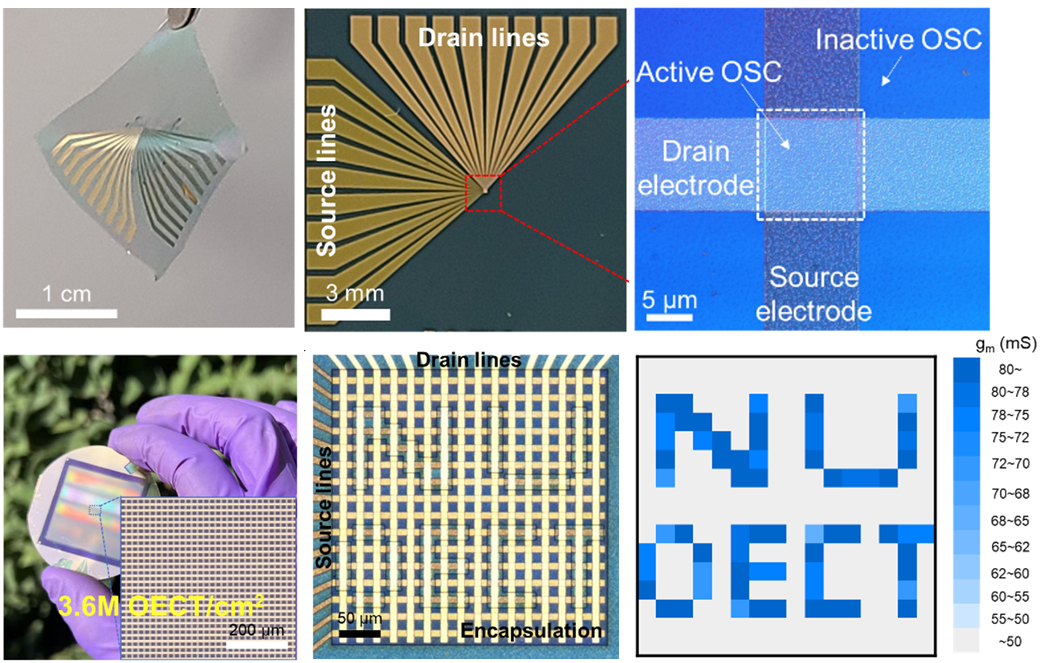 1 cm
Drain lines
Source lines
3 mm
Inactive OSC
Active OSC
Drain
electrode
Source
electrode
5 µm
3.6M OECT/cm²
200 µm
Drain lines
Source lines
50 µm
Encapsulation
NU
OECT
gm (mS)
80~
80~78
78~75
75~72
72~70
70~68
68~65
65~62
62~60
60~55
55~50
~50